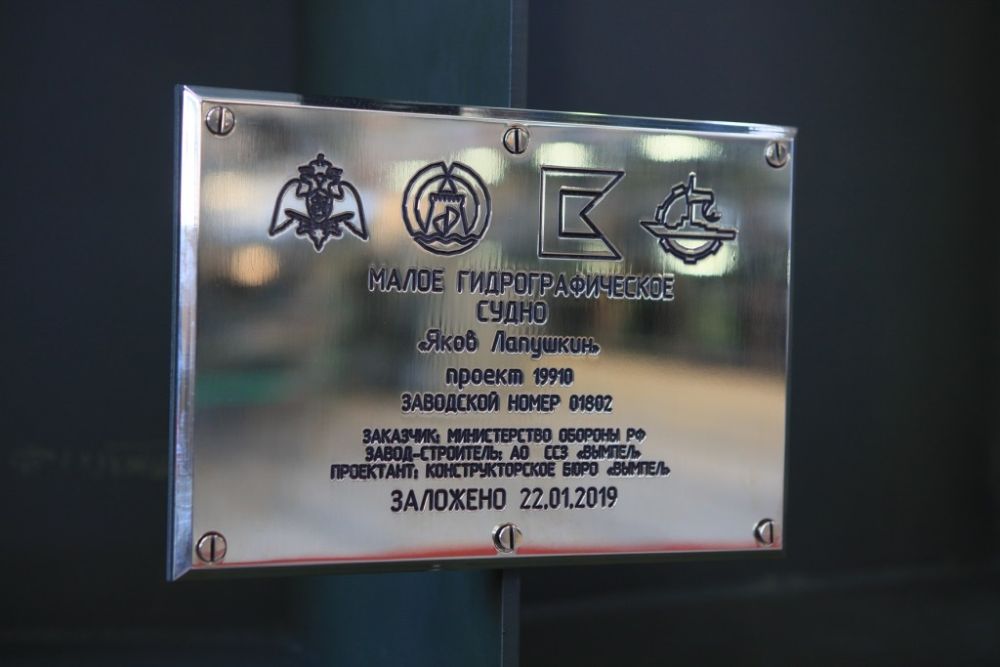 МАЛОЕ ГИДРОГРАФИЧЕСКОЕ
СУДНО
«Яков Лапушкин»
проект 19910
ЗАВОДСКОЙ НОМЕР 01802
ЗАКАЗЧИК: МИНИСТЕРСТВО ОБОРОНЫ РФ
ЗАВОД-СТРОИТЕЛЬ: АО ССЗ «ВЫМПЕЛ»
ПРОЕКТАНТ: КОНСТРУКТОРСКОЕ БЮРО «ВЫМПЕЛ»
ЗАЛОЖЕНО 22.01.2019